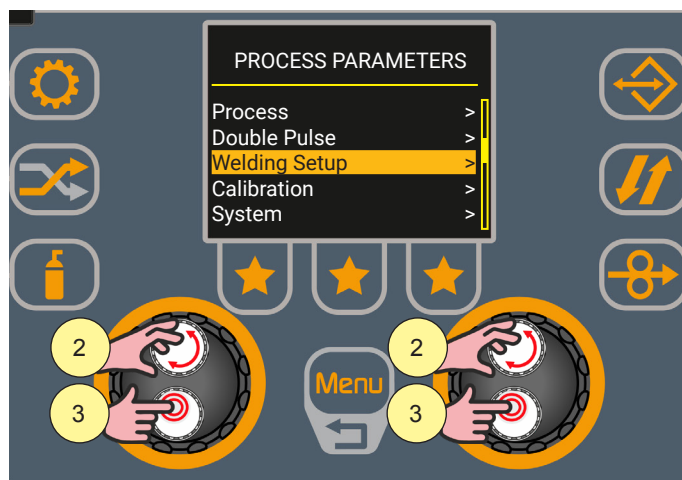 PROCESS PARAMETERS
Process >
Double Pulse >
Welding Setup >
Calibration >
System >
2
2
Menu
3
3